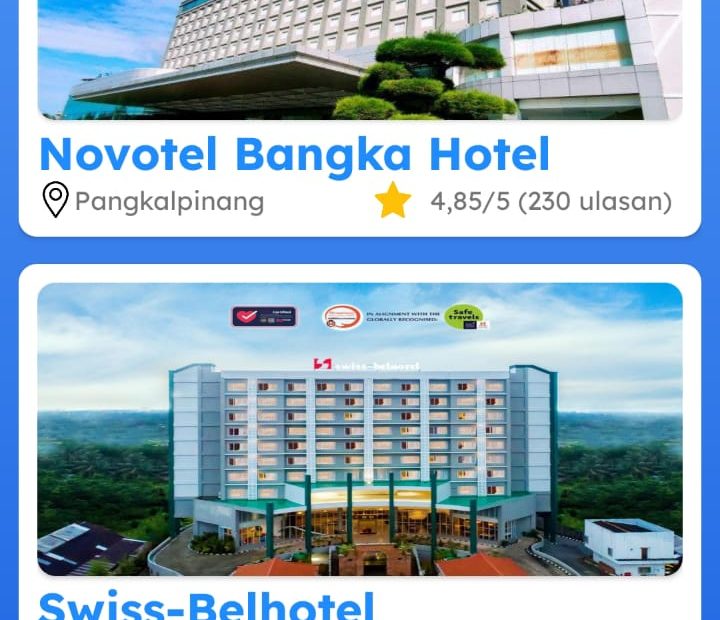 Novotel Bangka Hotel
Pangkalpinang
4,85/5 (230 ulasan)
IN ALIGNMENT WITH THE
GLOBALLY RECOGNISED:
Safe
travels
swiss-belhotel
Swiss-Belhotel